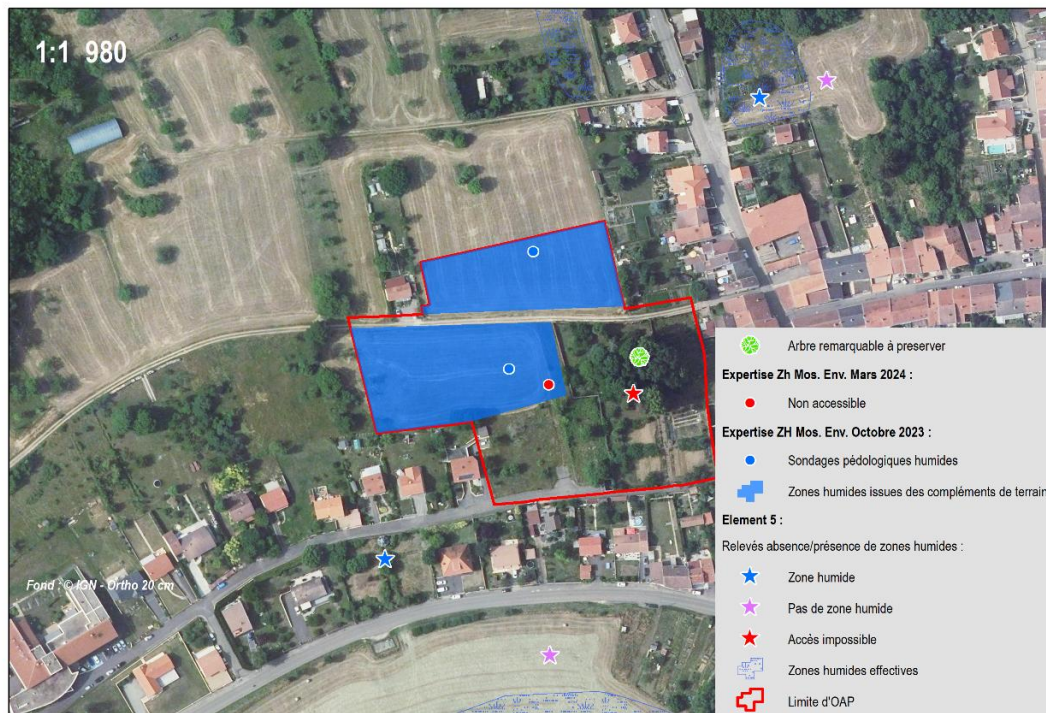 1:1 980
Arbre remarquable à préserver
Expertise Zh Mos. Env. Mars 2024 :
Non accessible
Expertise ZH Mos. Env. Octobre 2023 :
Sondages pédologiques humides
Zones humides issues des compléments de terrain
Element 5 :
Relevés absence/présence de zones humides :
Zone humide
Pas de zone humide
Accès impossible
Zones humides effectives
Limite d'OAP
Fond : © IGN - Ortho 20 cm